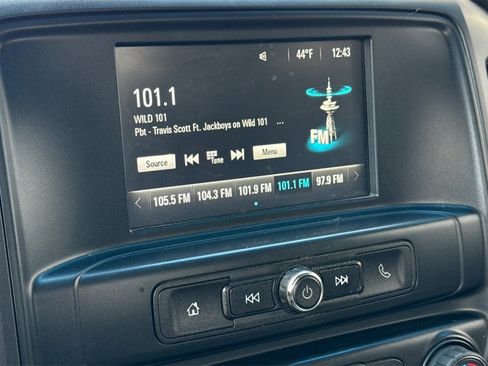 44°F 12:43
101.1
WILD 101
Pbt - Travis Scott Ft. Jackboys on Wild 101 ...
FM
Source Tune Menu
105.5 FM 104.3 FM 101.9 FM 101.1 FM 97.9 FM